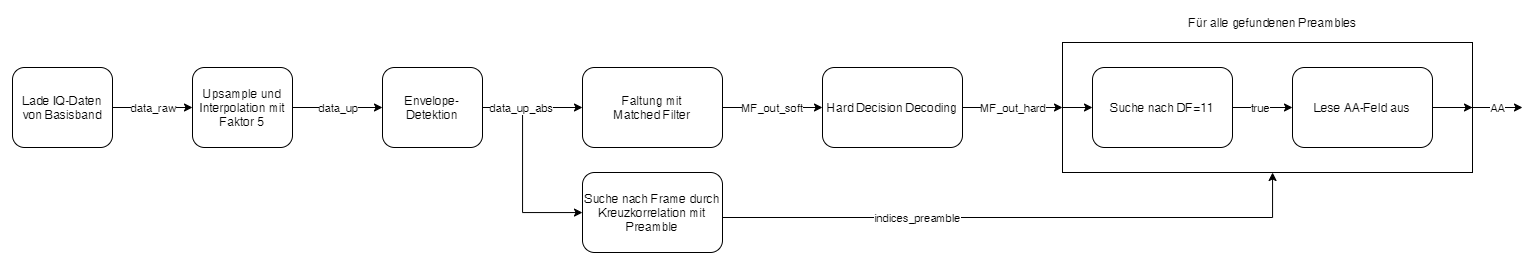 Für alle gefundenen Preambles
Lade IQ-Daten
von Basisband
data_raw
Upsample und
Interpolation mit
Faktor 5
data_up
Envelope-
Detektion
data_up_abs
Faltung mit
Matched Filter
MF_out_soft
Hard Decision Decoding
MF_out_hard
Suche nach DF=11
true
Lese AA-Feld aus
AA
Suche nach Frame durch
Kreuzkorrelation mit
Preamble
indices_preamble